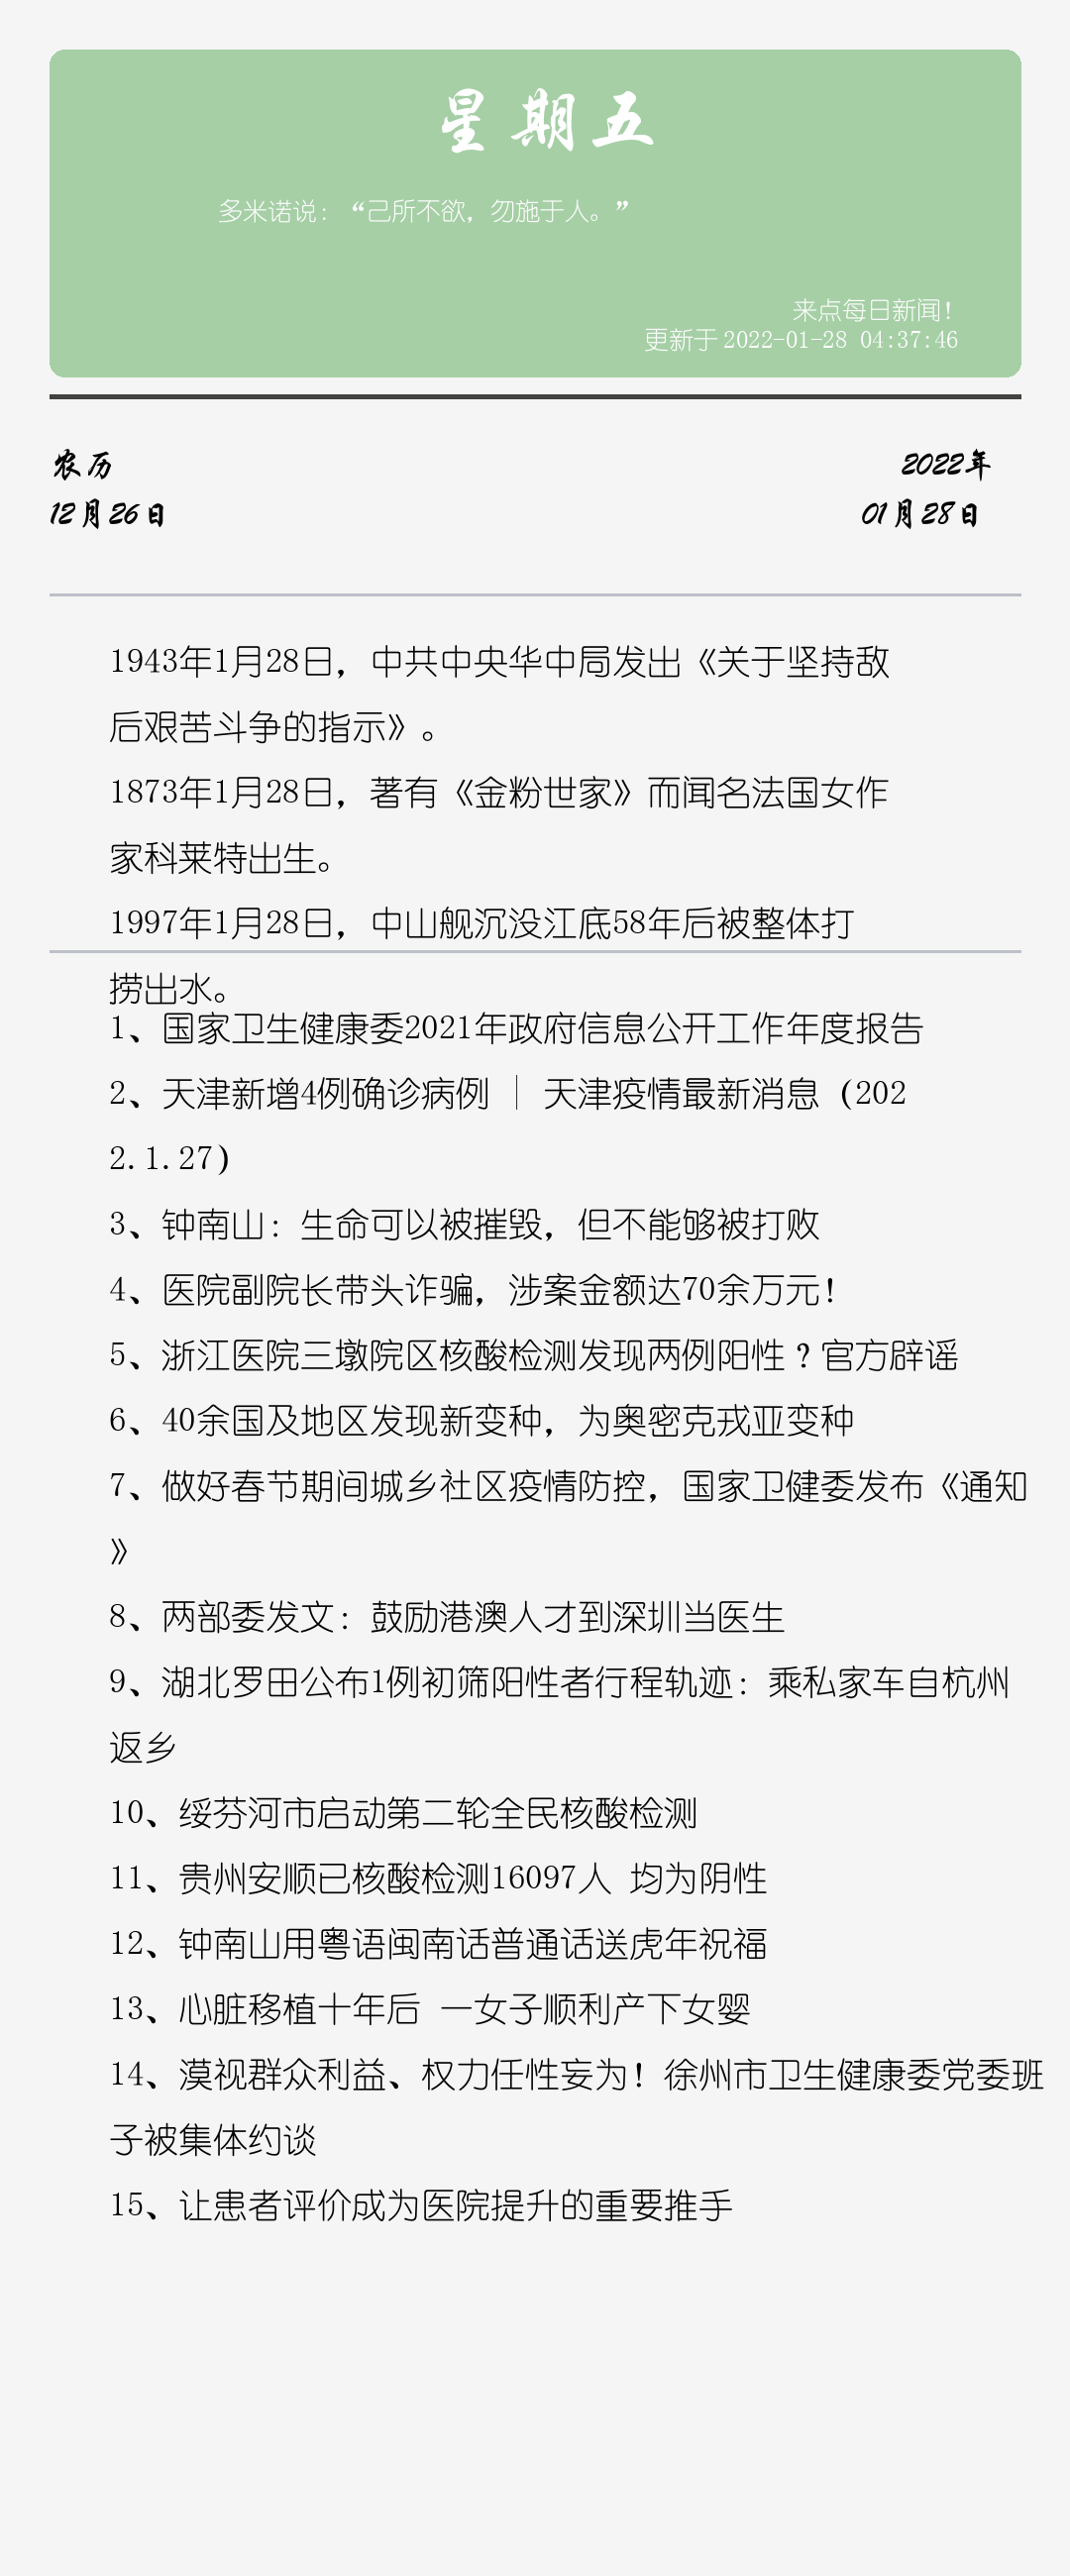 星期五
多米诺说：“己所不欲，勿施于人。”
来点每日新闻！
更新于 2022-01-28 04:37:46
农历
12月26日
2022年
01月28日
1943年1月28日，中共中央华中局发出《关于坚持敌
后艰苦斗争的指示》。
1873年1月28日，著有《金粉世家》而闻名法国女作
家科莱特出生。
1997年1月28日，中山舰沉没江底58年后被整体打
捞出水。
1、国家卫生健康委2021年政府信息公开工作年度报告
2、天津新增4例确诊病例 | 天津疫情最新消息（202
2.1.27）
3、钟南山：生命可以被摧毁，但不能够被打败
4、医院副院长带头诈骗，涉案金额达70余万元！
5、浙江医院三墩院区核酸检测发现两例阳性？官方辟谣
6、40余国及地区发现新变种，为奥密克戎亚变种
7、做好春节期间城乡社区疫情防控，国家卫健委发布《通知
》
8、两部委发文：鼓励港澳人才到深圳当医生
9、湖北罗田公布1例初筛阳性者行程轨迹：乘私家车自杭州
返乡
10、绥芬河市启动第二轮全民核酸检测
11、贵州安顺已核酸检测16097人 均为阴性
12、钟南山用粤语闽南话普通话送虎年祝福
13、心脏移植十年后 一女子顺利产下女婴
14、漠视群众利益、权力任性妄为！徐州市卫生健康委党委班
子被集体约谈
15、让患者评价成为医院提升的重要推手